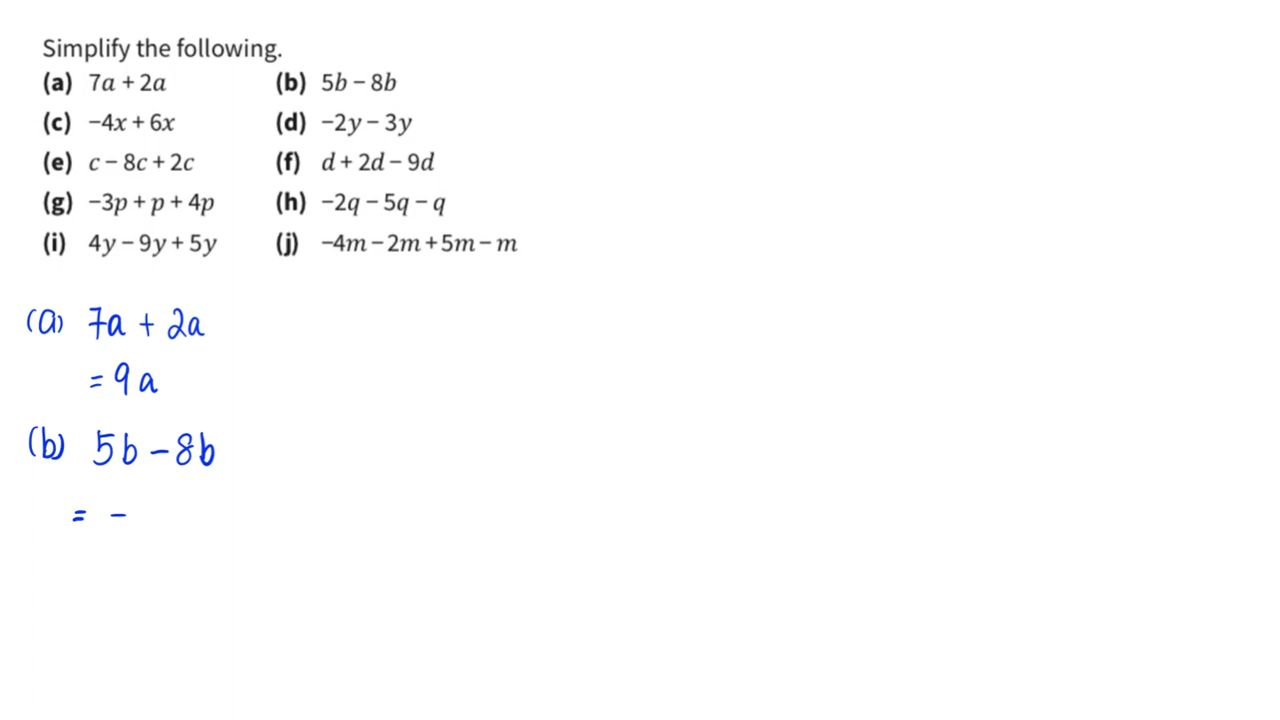 Simplify the following.
(a) 7a + 2a (b) 5b − 8b
(c) −4x + 6x (d) −2y − 3y
(e) c − 8c + 2c (f) d + 2d − 9d
(g) −3p + p + 4p (h) −2q − 5q − q
(i) 4y − 9y + 5y (j) −4m − 2m + 5m − m
(a) 7a + 2a
= 9a
(b) 5b − 8b
= −